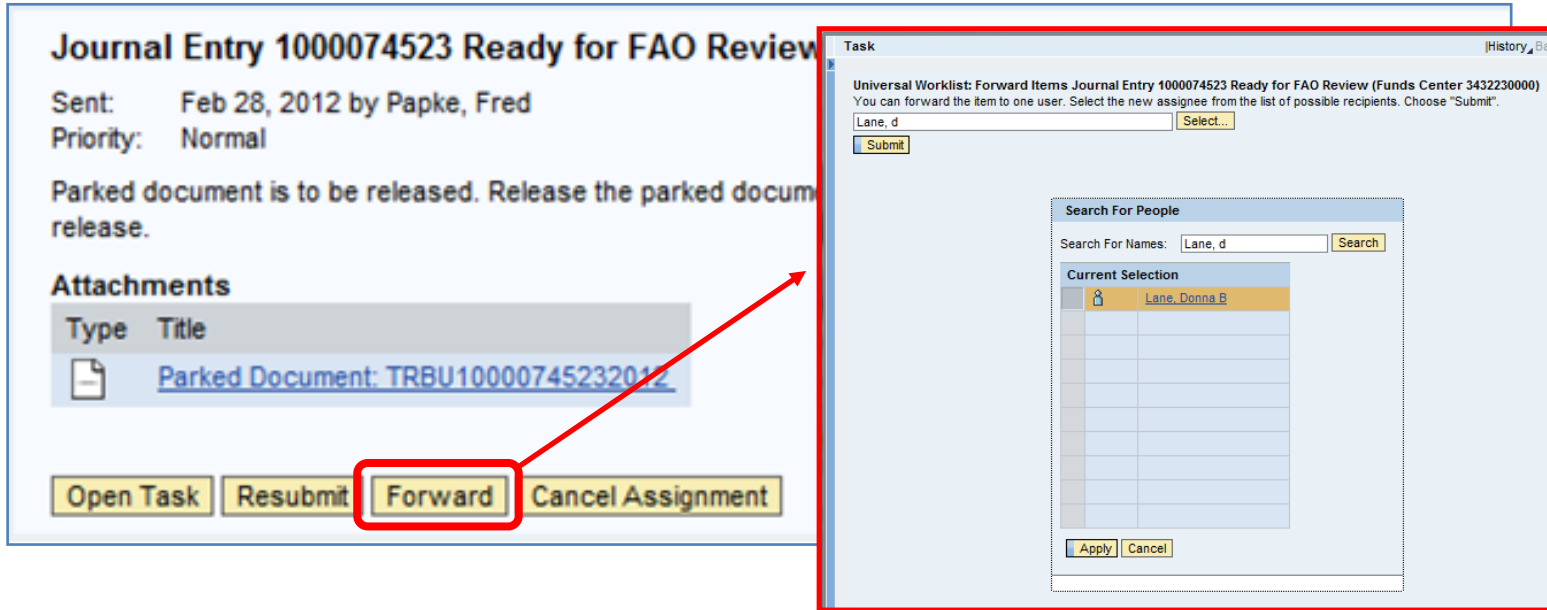 Journal Entry 1000074523 Ready for FAO Review
Sent: Feb 28, 2012 by Papke, Fred
Priority: Normal
Parked document is to be released. Release the parked
release.
Attachments
Type Title
Parked Document: TRBU10000745232012
Open Task Resubmit Forward Cancel Assignment
Task |History
Universal Worklist: Forward Items Journal Entry 1000074523 Ready for FAO Review (Funds Center 3432230000)
You can forward the item to one user. Select the new assignee from the list of possible recipients. Choose "Submit".
Lane, d Select...
Submit
Search For People
Search For Names: Lane, d Search
Current Selection
Lane, Donna B
Apply Cancel